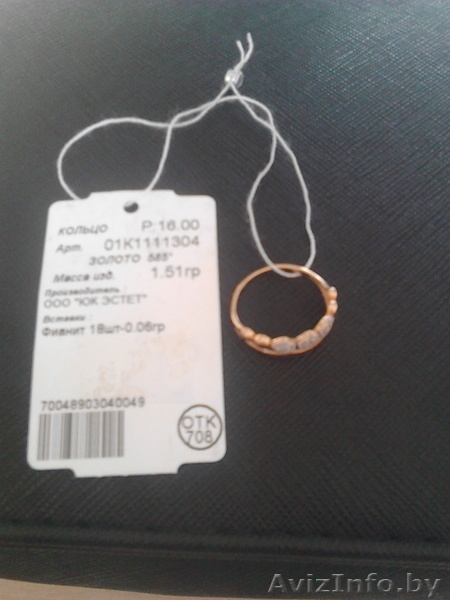 КОЛЬЦО Р:16.00
Арт. 01К1111304
ЗОЛОТО 585°
Масса изд. 1.51гр
Производитель :
ООО "ЮК ЭСТЕТ"
Вставки :
Фианит 18шт-0.06гр
70048903040049
ОТК
708
AvizInfo.by